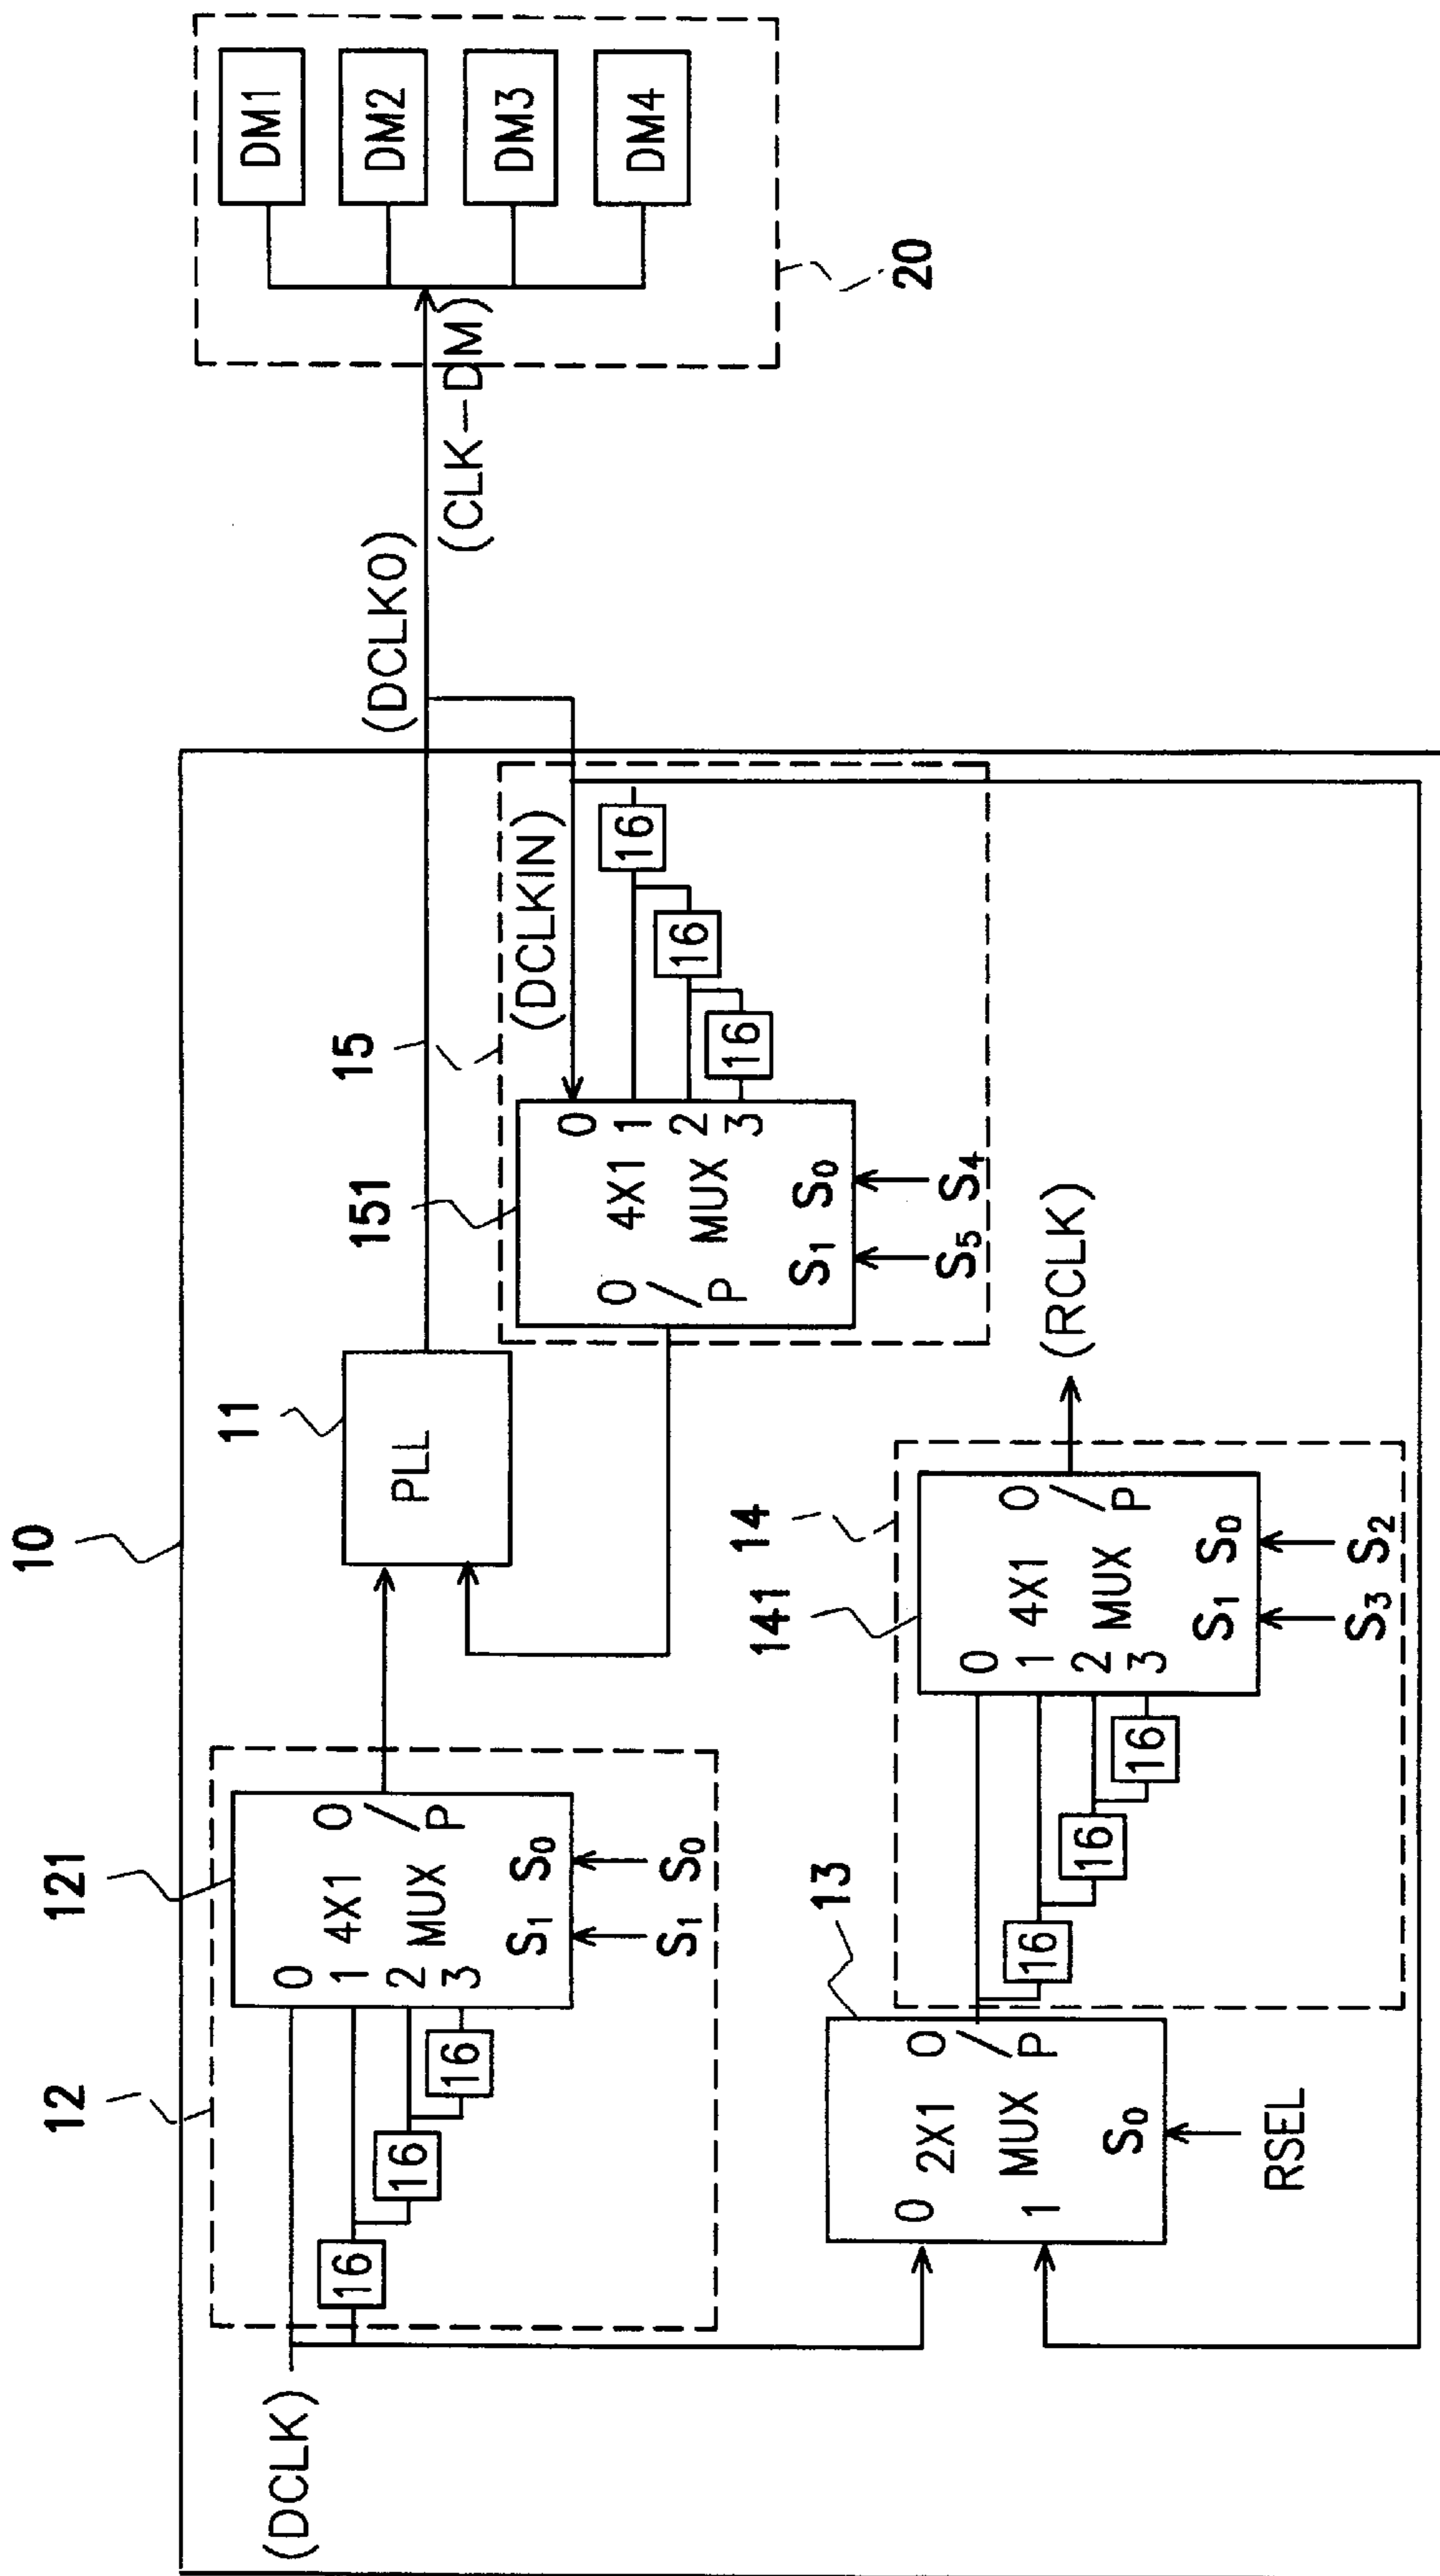 10
12
121
11
15
151
(DCLK)
16
16
16
0
1
2
3
4X1
MUX
O/P
S1
S0
S1
S0
PLL
(DCLKO)
(CLK-DM)
DM1
DM2
DM3
DM4
20
(DCLKIN)
16
16
16
0
1
2
3
4X1
MUX
O/P
S1
S0
S5
S4
13
0
1
2X1
MUX
O/P
S0
RSEL
14
141
16
16
16
0
1
2
3
4X1
MUX
O/P
S1
S0
S3
S2
(RCLK)